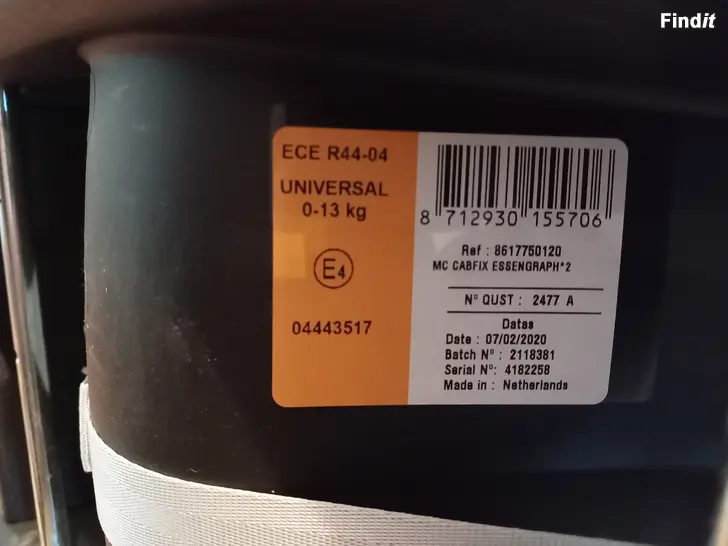 Findit
ECE R44-04
UNIVERSAL
0-13 kg
E4
04443517
8 712930 155706
Ref : 8617750120
MC CABFIX ESSENGRAPH*2
N° QUST : 2477 A
Datas
Date : 07/02/2020
Batch N° : 2118381
Serial N°: 4182258
Made in : Netherlands